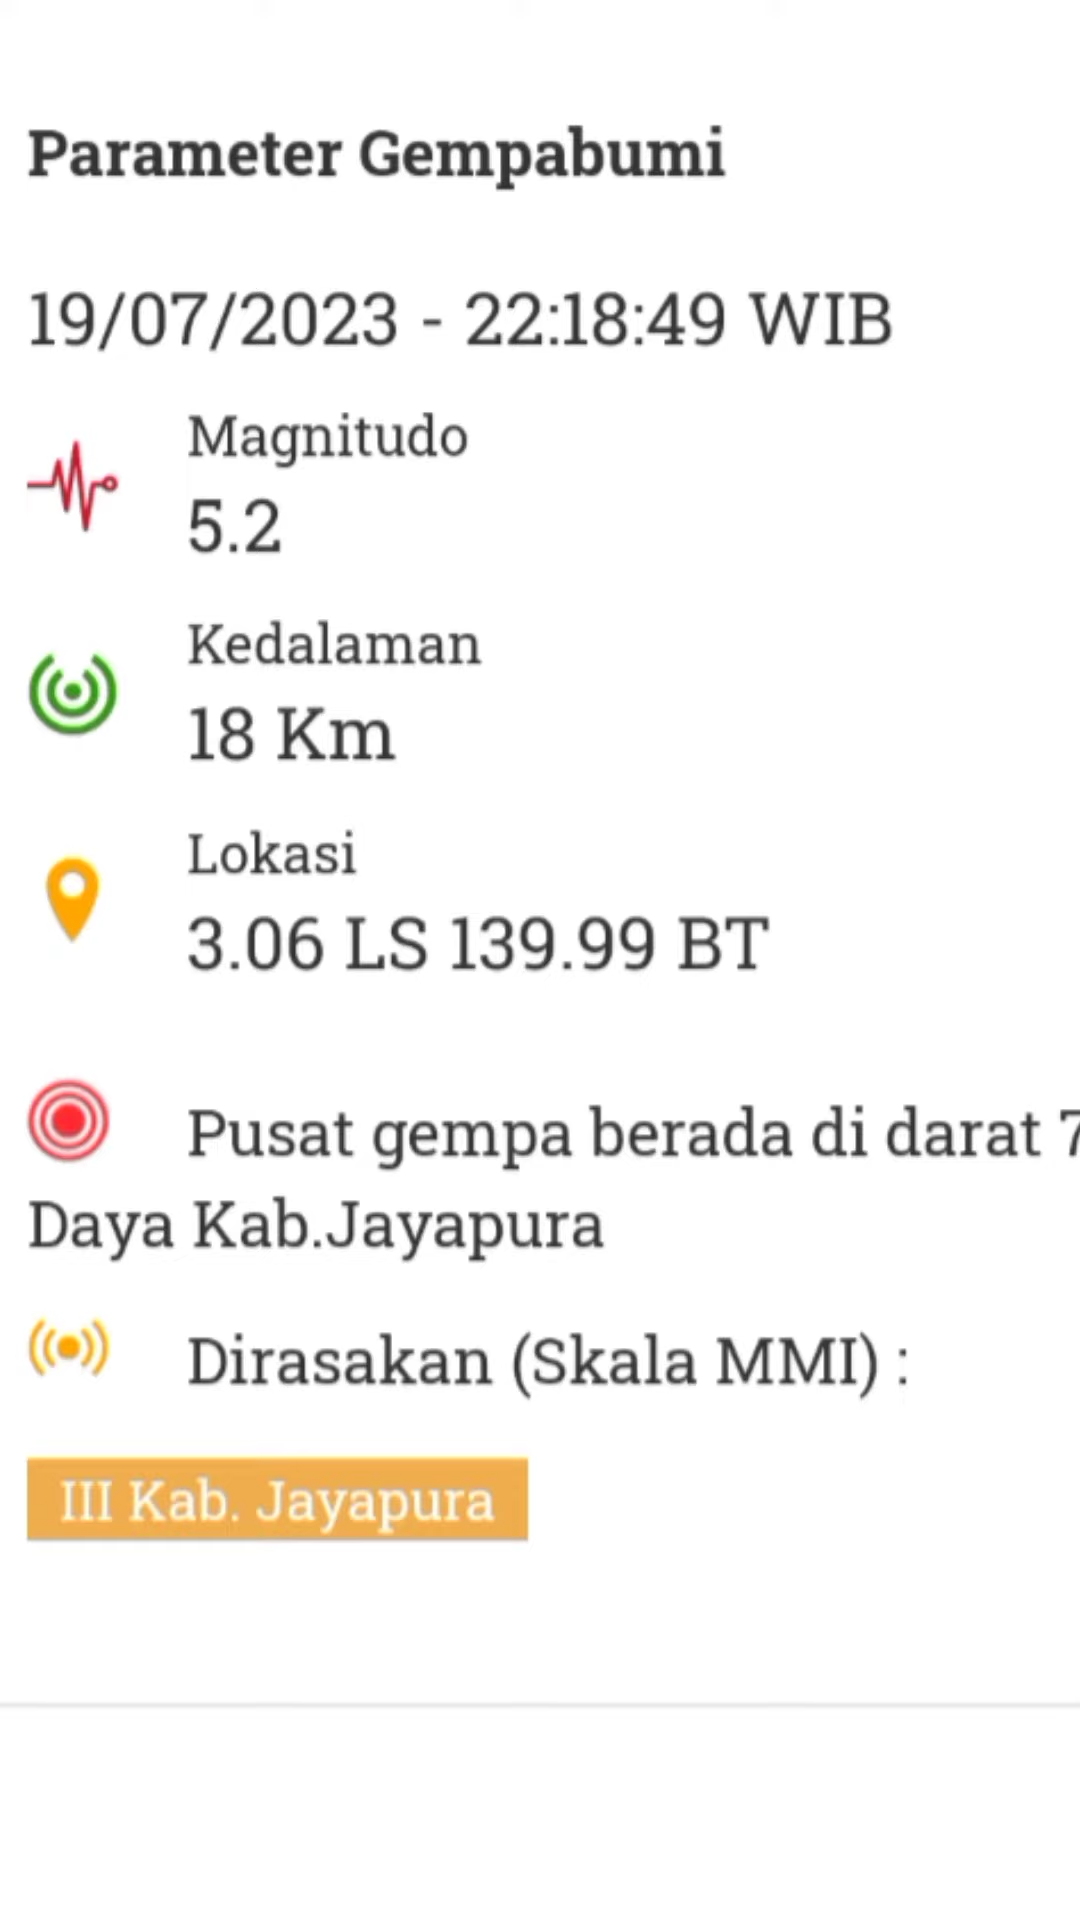 Parameter Gempabumi
19/07/2023 - 22:18:49 WIB
Magnitudo
5.2
Kedalaman
18 Km
Lokasi
3.06 LS 139.99 BT
Pusat gempa berada di darat
Daya Kab.Jayapura
Dirasakan (Skala MMI) :
III Kab. Jayapura